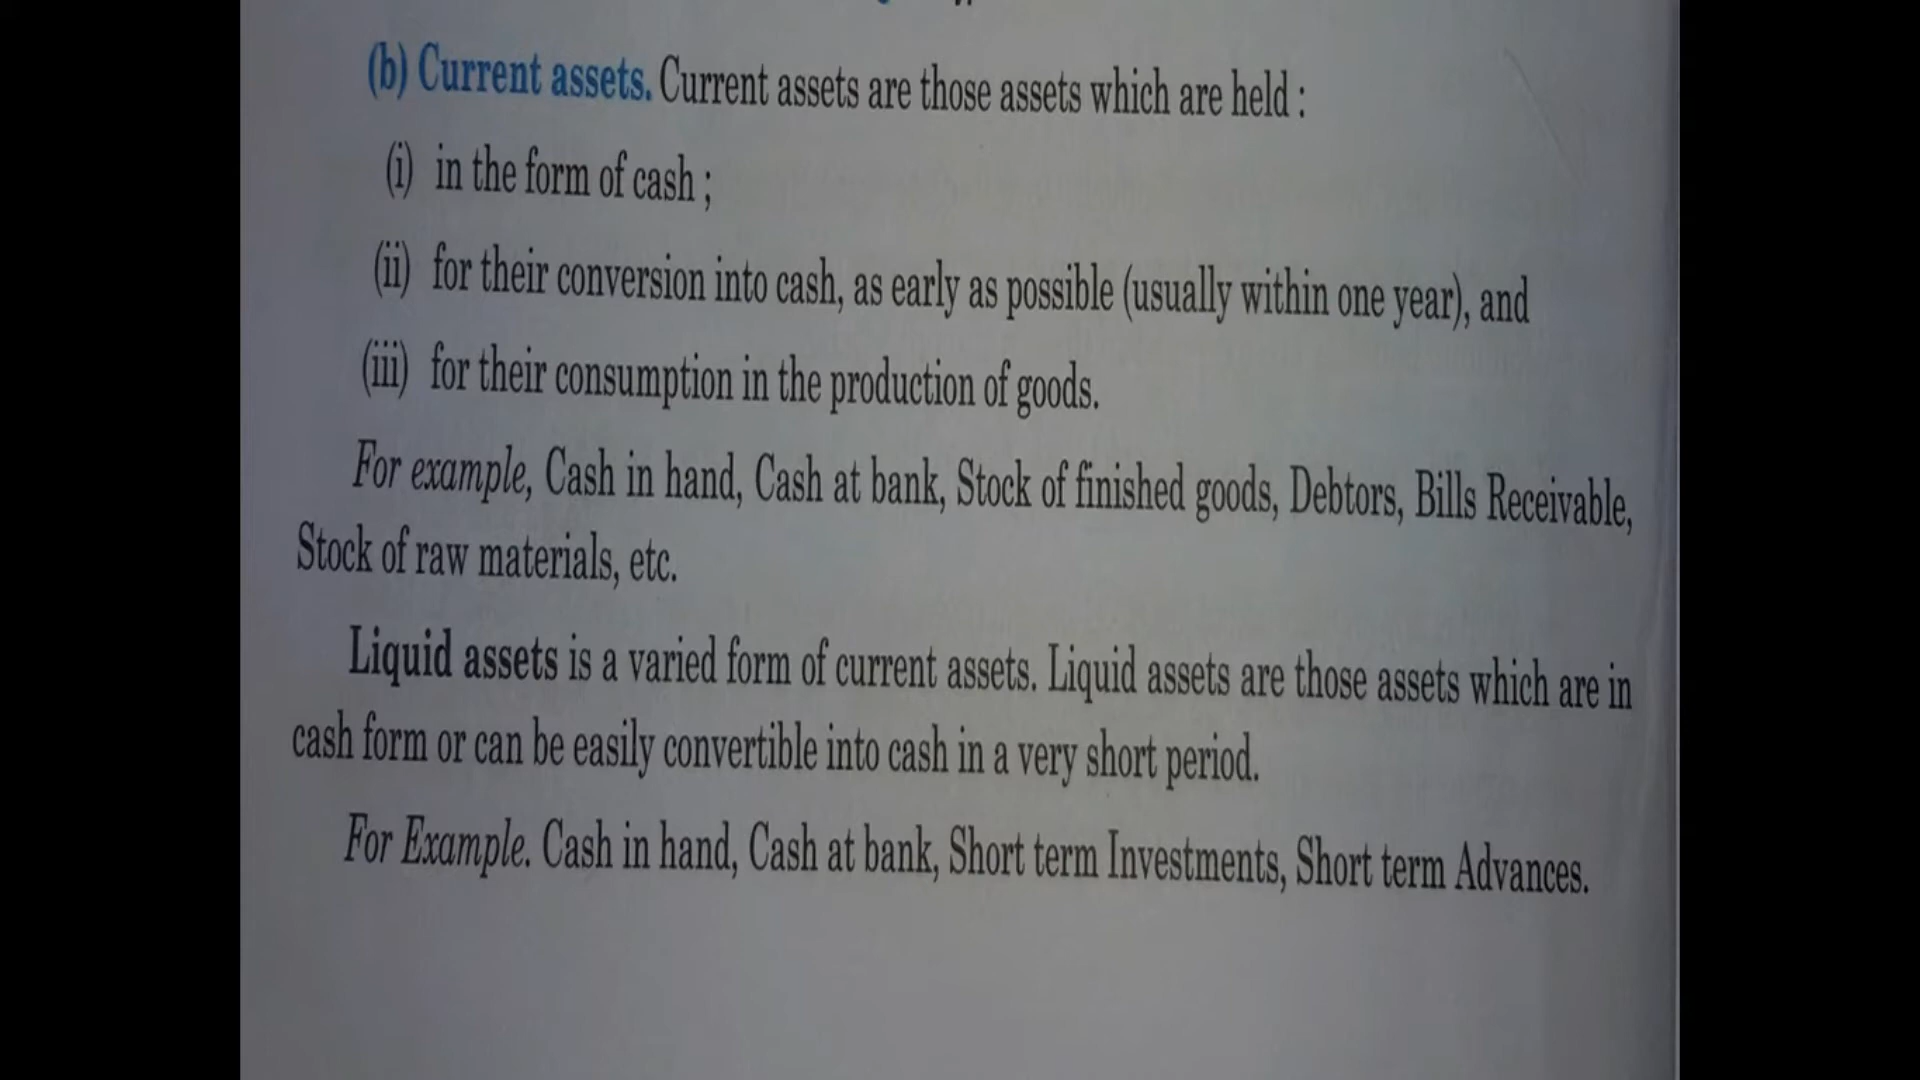 (b) Current assets. Current assets are those assets which are held :
(i) in the form of cash ;
(ii) for their conversion into cash, as early as possible (usually within one year), and
(iii) for their consumption in the production of goods.
For example, Cash in hand, Cash at bank, Stock of finished goods, Debtors, Bills Receivable,
Stock of raw materials, etc.
Liquid assets is a varied form of current assets. Liquid assets are those assets which are in
cash form or can be easily convertible into cash in a very short period.
For Example. Cash in hand, Cash at bank, Short term Investments, Short term Advances.